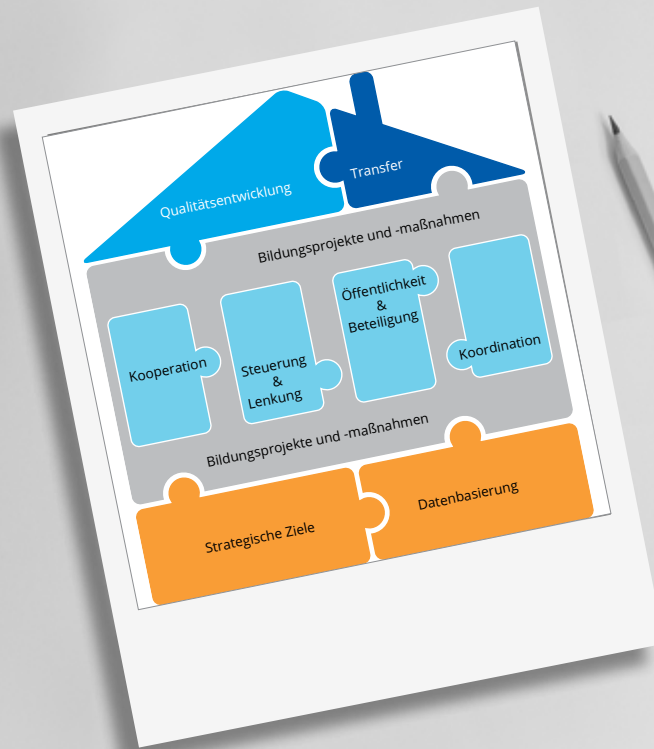 Transfer
Qualitätsentwicklung
Bildungsprojekte und -maßnahmen
Kooperation
Steuerung
&
Lenkung
Öffentlichkeit
&
Beteiligung
Koordination
Bildungsprojekte und -maßnahmen
Strategische Ziele
Datenbasierung